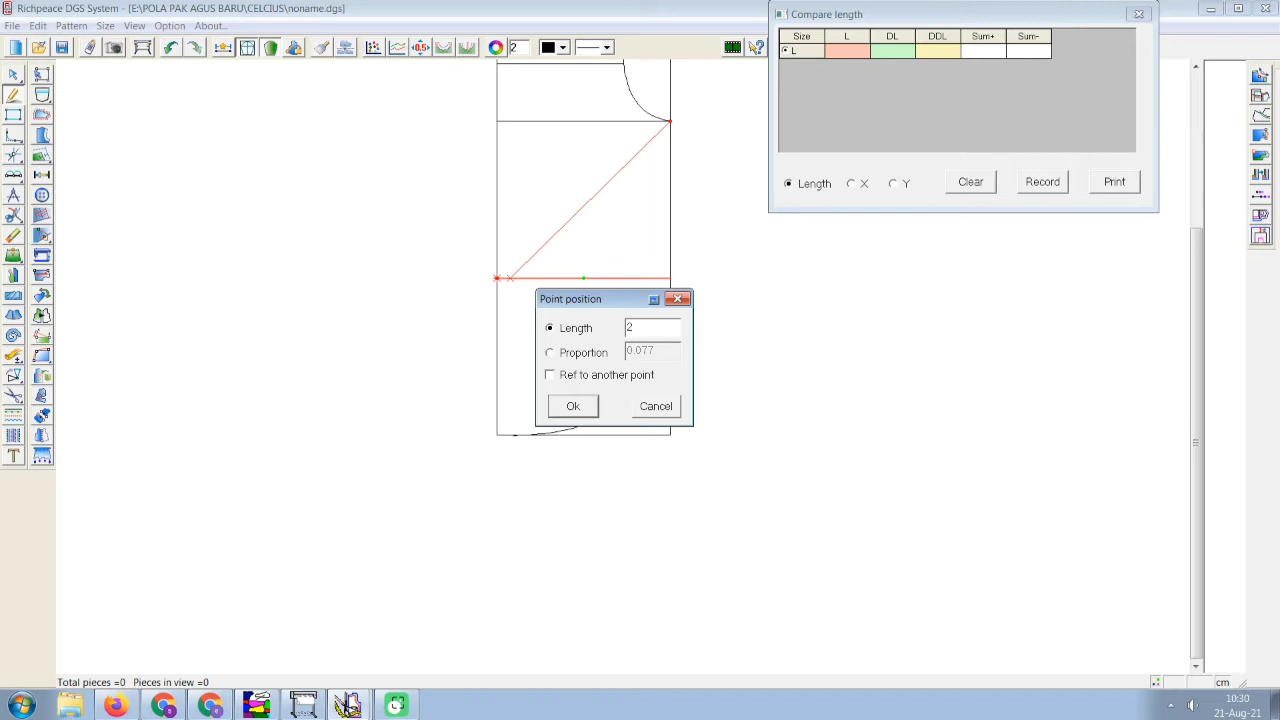 Richpeace DGS System - [E:\POLA PAK AGUS BARU\CELCIUS\noname.dgs]
File Edit Pattern Size View Option About...
2
Compare length
Size L DL DDL Sum+ Sum-
L
Length X Y Clear Record Print
Point position
Length 2
Proportion 0.077
Ref to another point
Ok Cancel
T
Total pieces =0 Pieces in view =0
cm
10:30
21-Aug-21